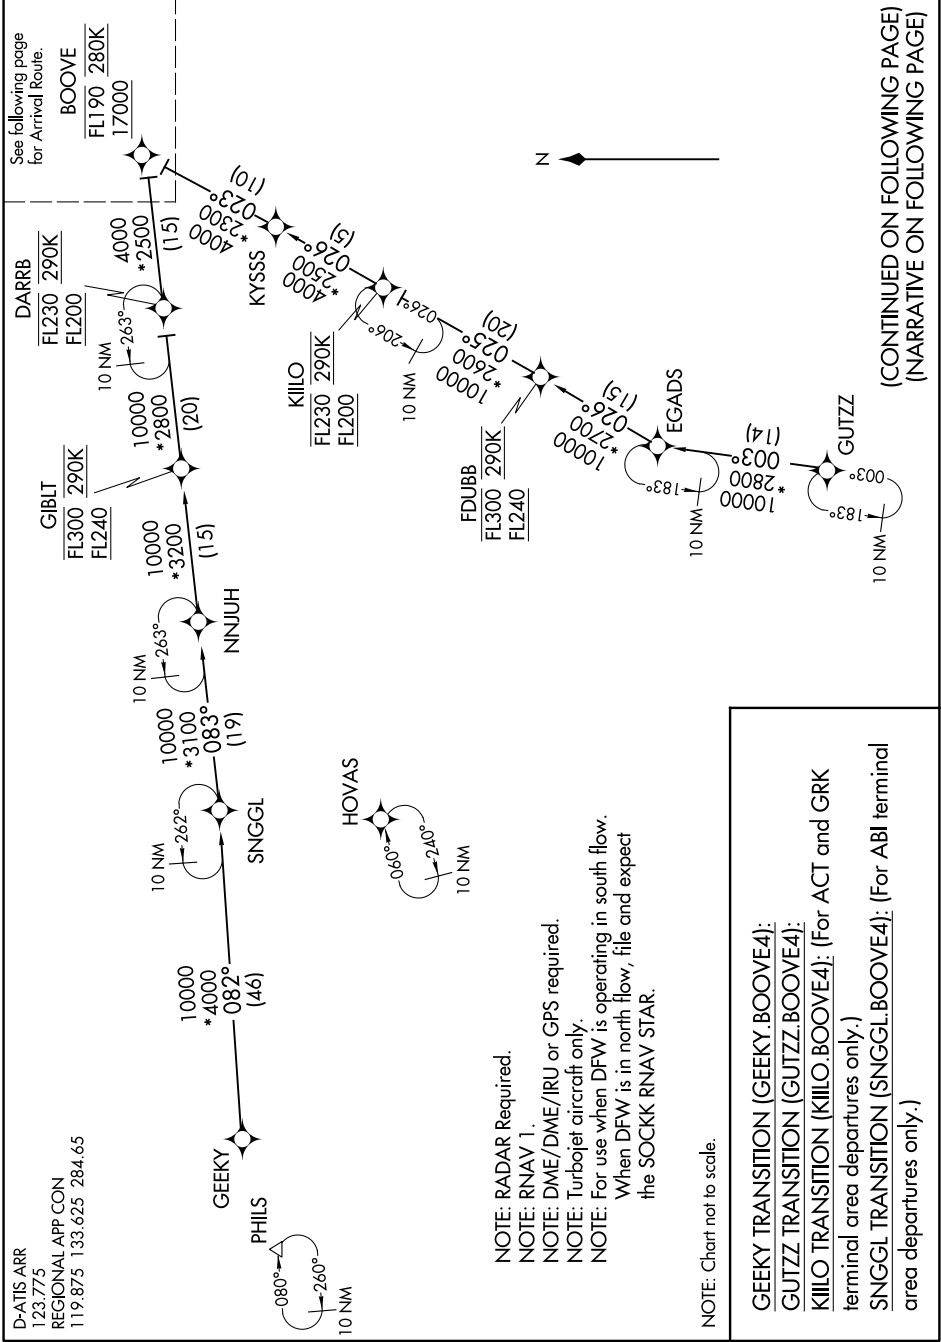 D-ATIS ARR
123.775
REGIONAL APP CON
119.875 133.625 284.65
See following page
for Arrival Route.
BOOVE
FL190 280K
17000
DARRB
FL230 290K
FL200
4000
*2500
(15)
10 NM
263°
GIBLT
FL300 290K
FL240
10000
*2800
(20)
10000
*3200
(15)
NNJUH
10 NM
263°
10000
*3100
083°
(19)
SNGGL
10 NM
262°
10000
*4000
082°
(46)
GEEKY
PHILS
080°
260°
10 NM
HOVAS
060°
240°
10 NM
4000
*2300
023°
(10)
KYSSS
4000
*2500
026°
(5)
KIILO
FL230 290K
FL200
206°
026°
10 NM
10000
*2600
025°
(20)
FDUBB
FL300 290K
FL240
10000
*2700
026°
(15)
EGADS
183°
10 NM
10000
*2800
003°
(14)
GUTZZ
003°
183°
10 NM
N
NOTE: RADAR Required.
NOTE: RNAV 1.
NOTE: DME/DME/IRU or GPS required.
NOTE: Turbojet aircraft only.
NOTE: For use when DFW is operating in south flow.
When DFW is in north flow, file and expect
the SOCKK RNAV STAR.
NOTE: Chart not to scale.
GEEKY TRANSITION (GEEKY.BOOVE4):
GUTZZ TRANSITION (GUTZZ.BOOVE4):
KIILO TRANSITION (KIILO.BOOVE4): (For ACT and GRK
terminal area departures only.)
SNGGL TRANSITION (SNGGL.BOOVE4): (For ABI terminal
area departures only.)
(CONTINUED ON FOLLOWING PAGE)
(NARRATIVE ON FOLLOWING PAGE)